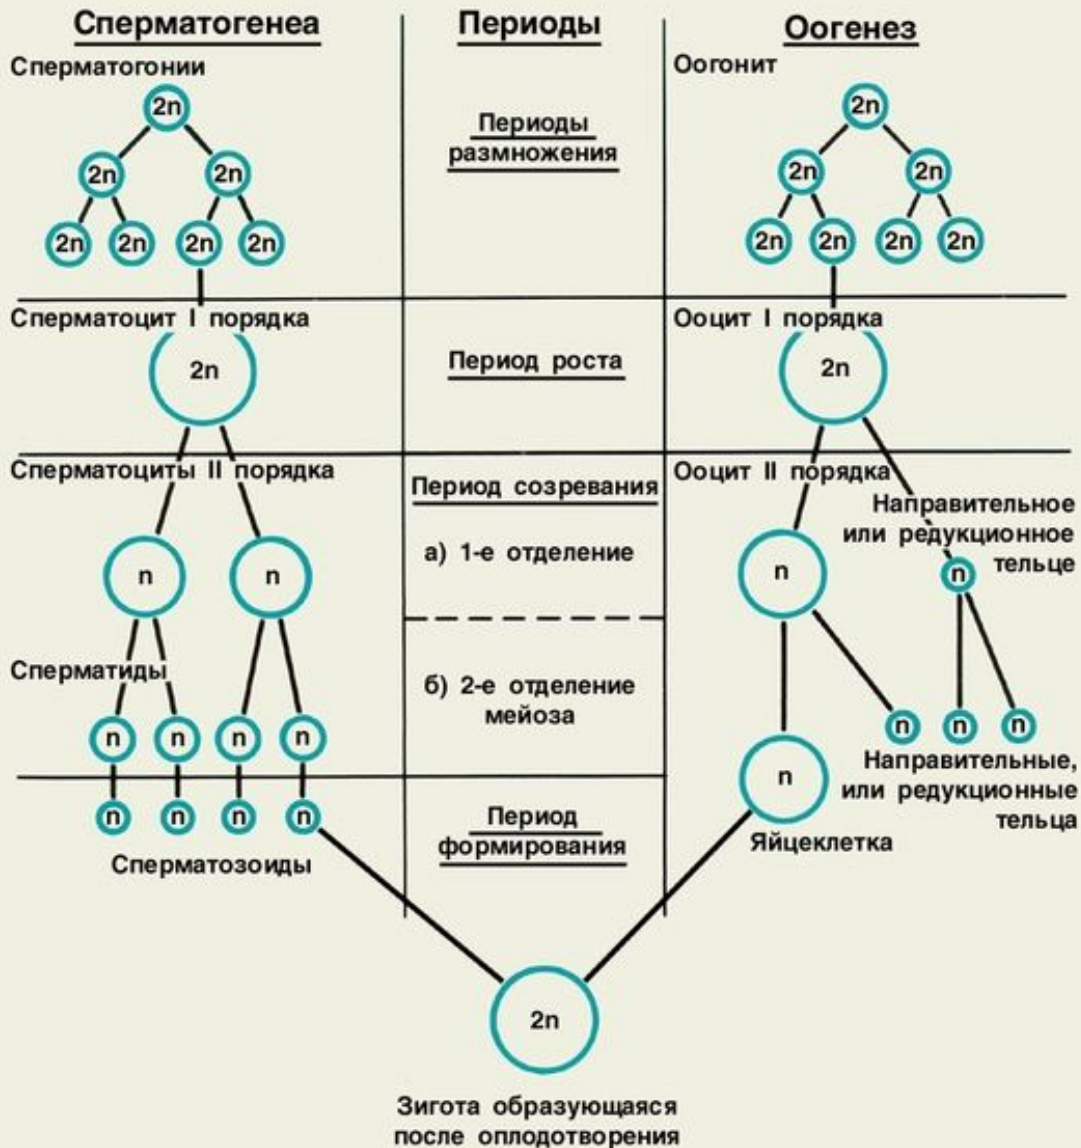 Сперматогенеа
Периоды
Оогенез
Сперматогонии
2n
2n
2n
2n
2n
2n
2n
Периоды
размножения
Оогонит
2n
2n
2n
2n
2n
2n
2n
Сперматоцит I порядка
2n
Период роста
Ооцит I порядка
2n
Сперматоциты II порядка
n
n
Период созревания
а) 1-е отделение
Ооцит II порядка
Направительное
или редукционное
тельце
n
n
Сперматиды
n
n
n
n
б) 2-е отделение
мейоза
n
n
n
Направительные,
или редукционные
тельца
n
Яйцеклетка
n
n
n
n
Сперматозоиды
Период
формирования
2n
Зигота образующаяся
после оплодотворения